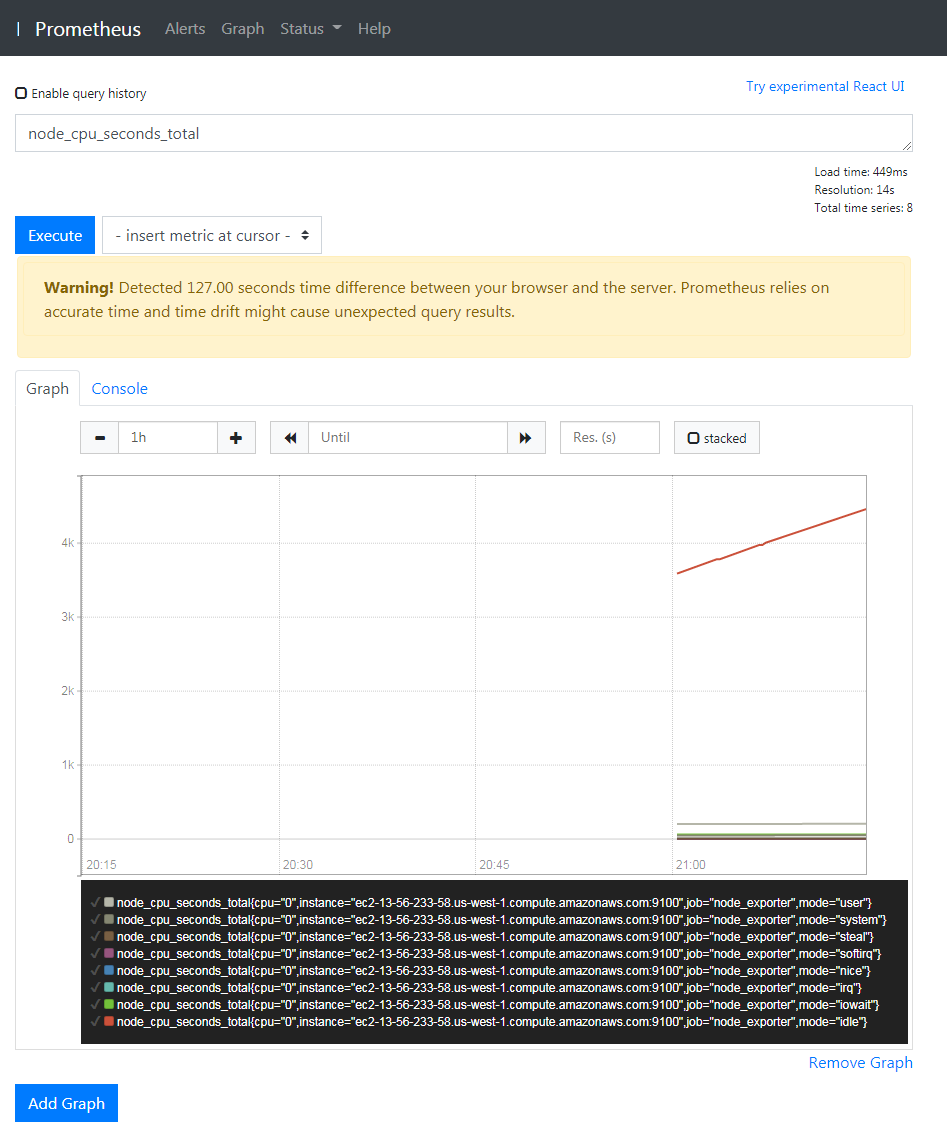 Prometheus Alerts Graph Status Help
Enable query history
Try experimental React UI
node_cpu_seconds_total
Load time: 449ms
Resolution: 14s
Total time series: 8
Execute
- insert metric at cursor -
Warning! Detected 127.00 seconds time difference between your browser and the server. Prometheus relies on
accurate time and time drift might cause unexpected query results.
Graph Console
1h
Until
Res. (s)
stacked
4k
3k
2k
1k
0
20:15 20:30 20:45 21:00
node_cpu_seconds_total{cpu="0",instance="ec2-13-56-233-58.us-west-1.compute.amazonaws.com:9100",job="node_exporter",mode="user"}
node_cpu_seconds_total{cpu="0",instance="ec2-13-56-233-58.us-west-1.compute.amazonaws.com:9100",job="node_exporter",mode="system"}
node_cpu_seconds_total{cpu="0",instance="ec2-13-56-233-58.us-west-1.compute.amazonaws.com:9100",job="node_exporter",mode="steal"}
node_cpu_seconds_total{cpu="0",instance="ec2-13-56-233-58.us-west-1.compute.amazonaws.com:9100",job="node_exporter",mode="softirq"}
node_cpu_seconds_total{cpu="0",instance="ec2-13-56-233-58.us-west-1.compute.amazonaws.com:9100",job="node_exporter",mode="nice"}
node_cpu_seconds_total{cpu="0",instance="ec2-13-56-233-58.us-west-1.compute.amazonaws.com:9100",job="node_exporter",mode="irq"}
node_cpu_seconds_total{cpu="0",instance="ec2-13-56-233-58.us-west-1.compute.amazonaws.com:9100",job="node_exporter",mode="iowait"}
node_cpu_seconds_total{cpu="0",instance="ec2-13-56-233-58.us-west-1.compute.amazonaws.com:9100",job="node_exporter",mode="idle"}
Remove Graph
Add Graph